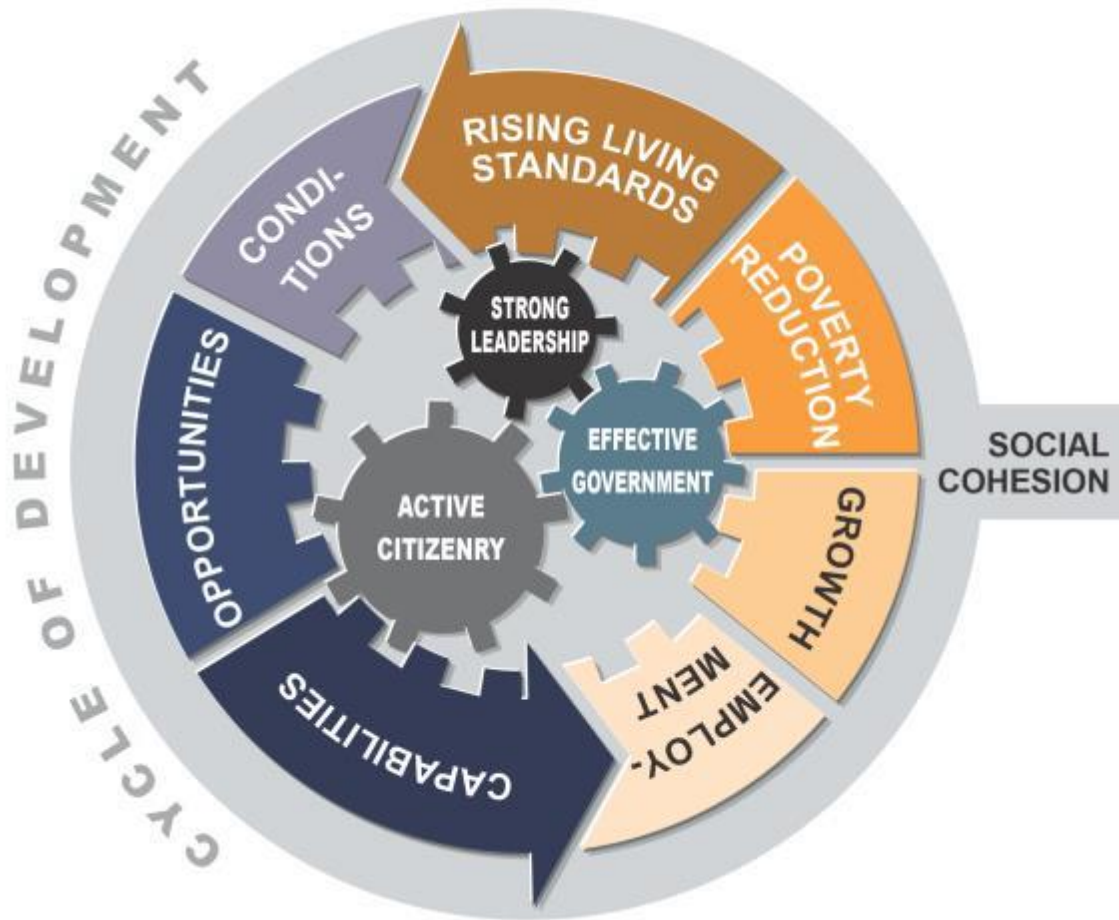 CYCLE OF DEVELOPMENT
RISING LIVING
STANDARDS
POVERTY
REDUCTION
GROWTH
EMPLOY-
MENT
CAPABILITIES
OPPORTUNITIES
CONDI-
TIONS
STRONG
LEADERSHIP
EFFECTIVE
GOVERNMENT
ACTIVE
CITIZENRY
SOCIAL
COHESION